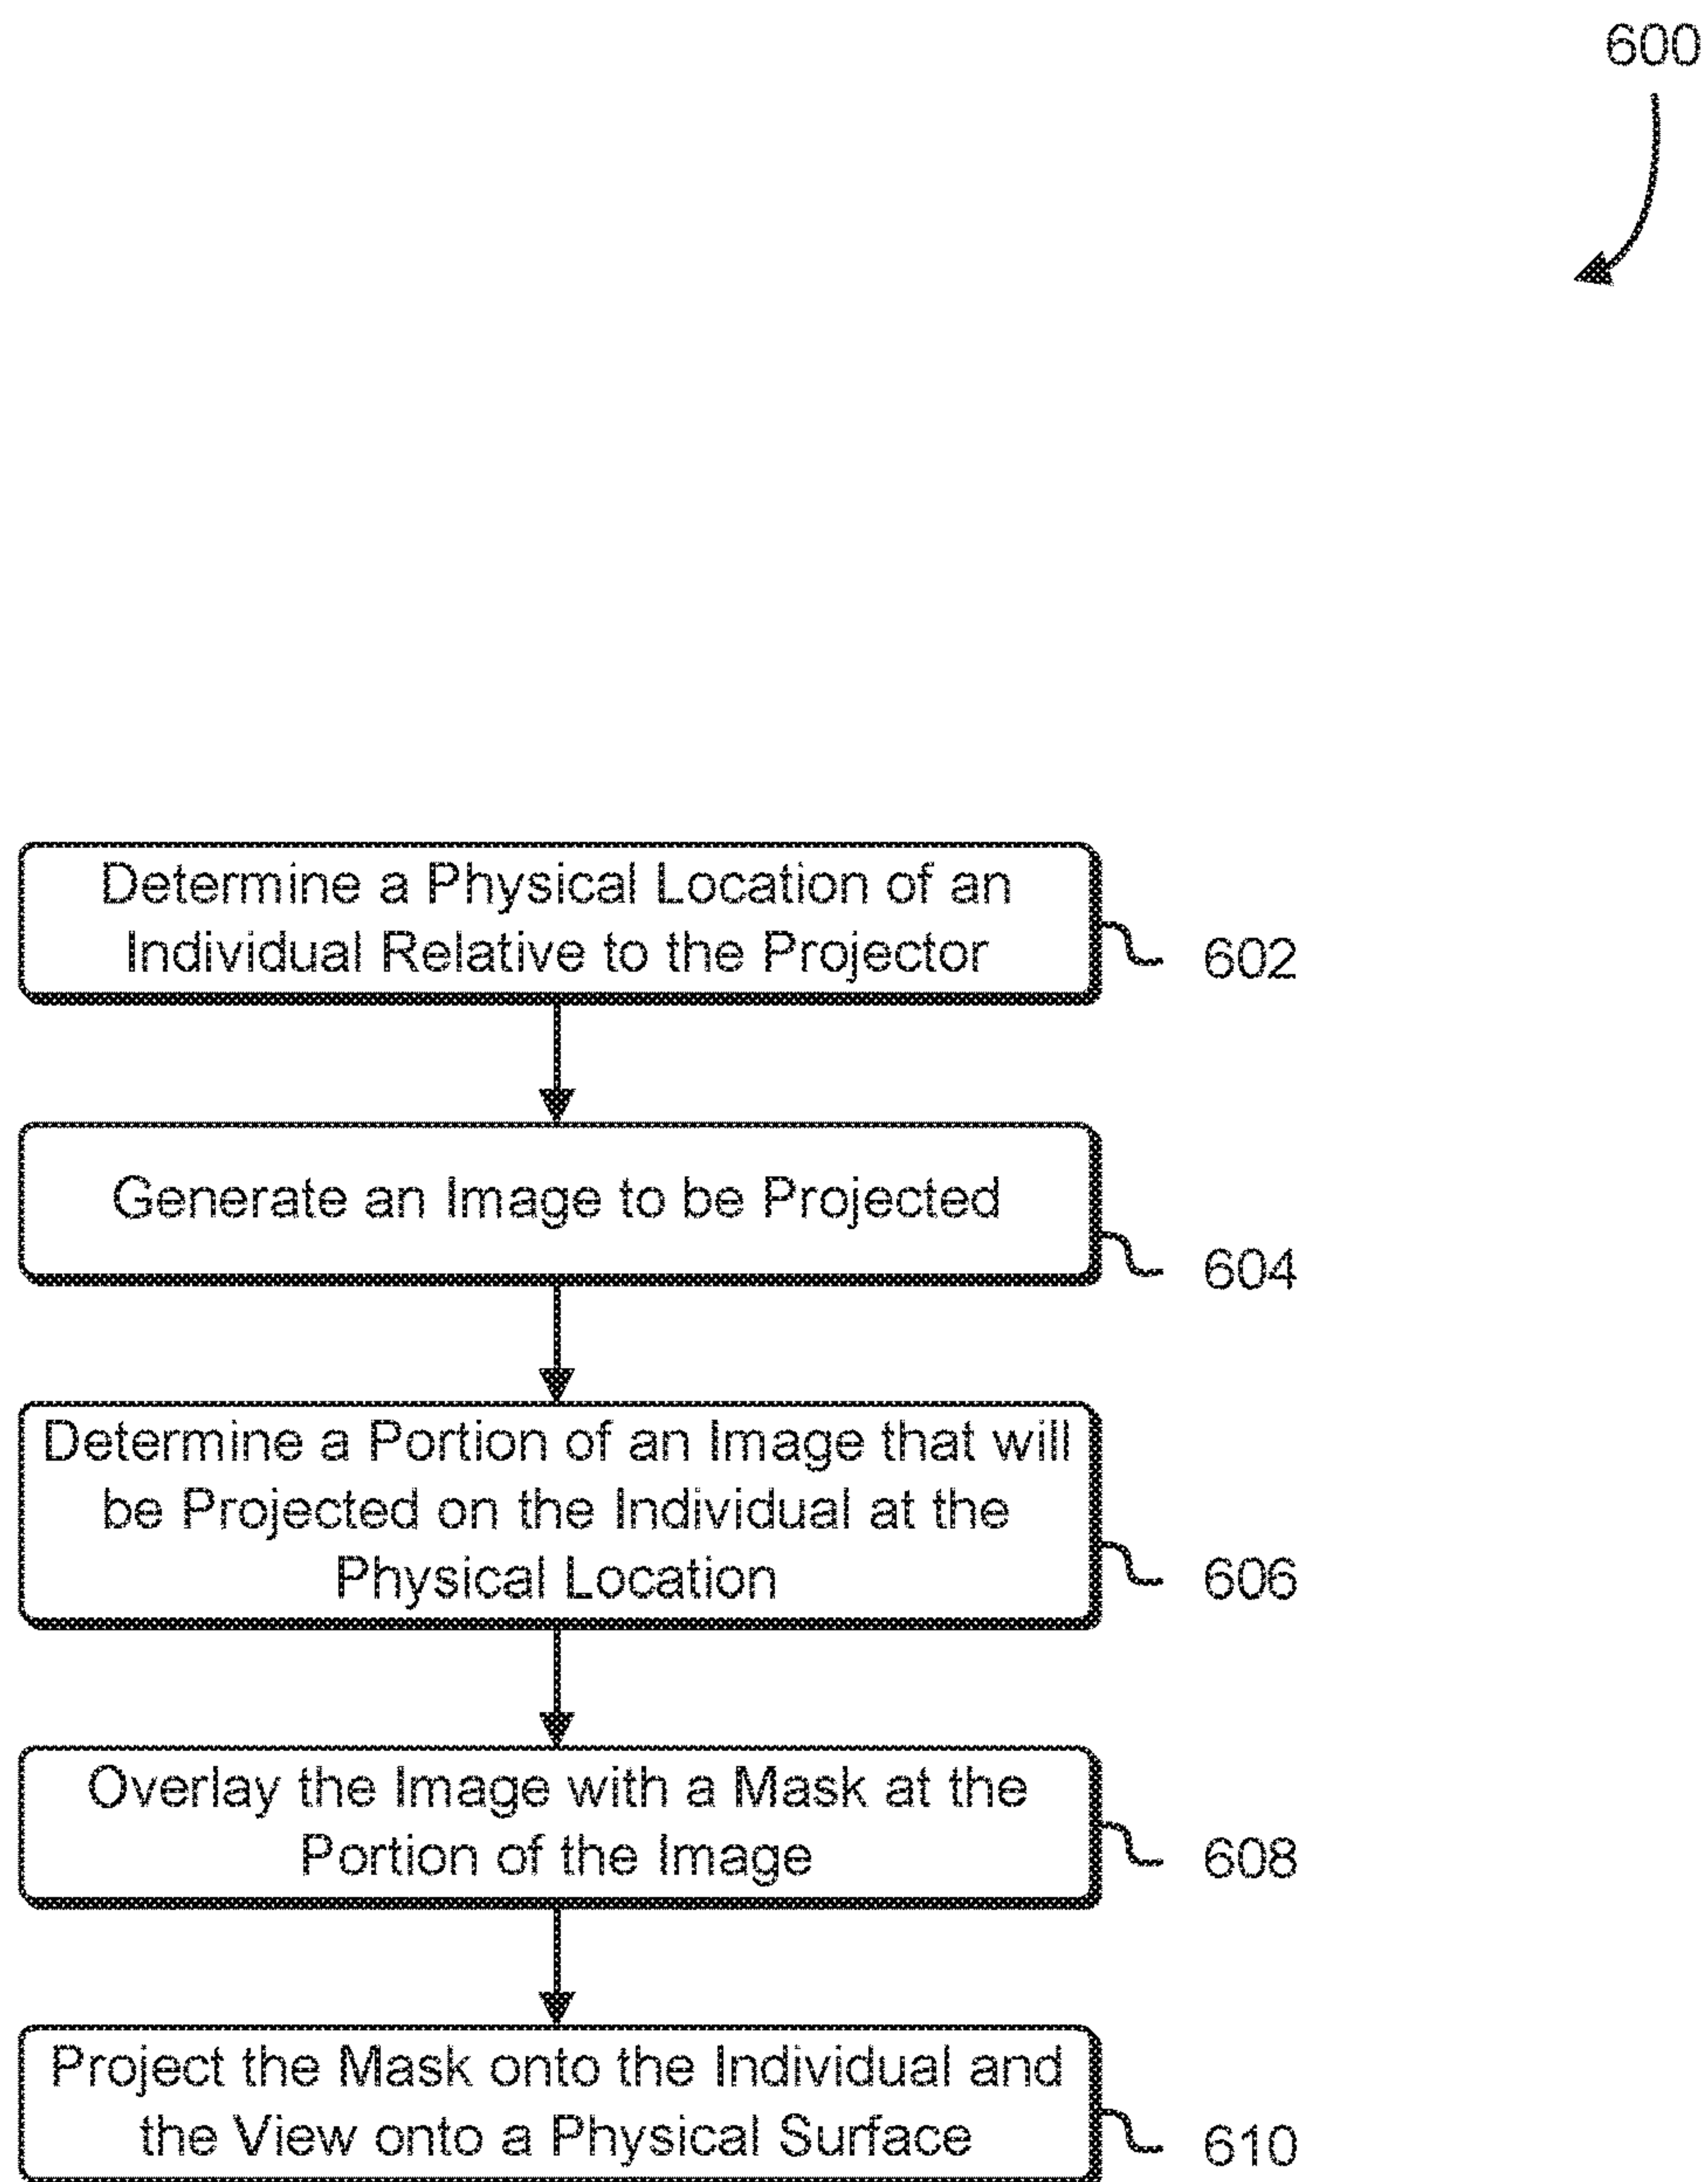 600
Determine a Physical Location of an
Individual Relative to the Projector
602
Generate an Image to be Projected
604
Determine a Portion of an Image that will
be Projected on the Individual at the
Physical Location
606
Overlay the Image with a Mask at the
Portion of the Image
608
Project the Mask onto the Individual and
the View onto a Physical Surface
610